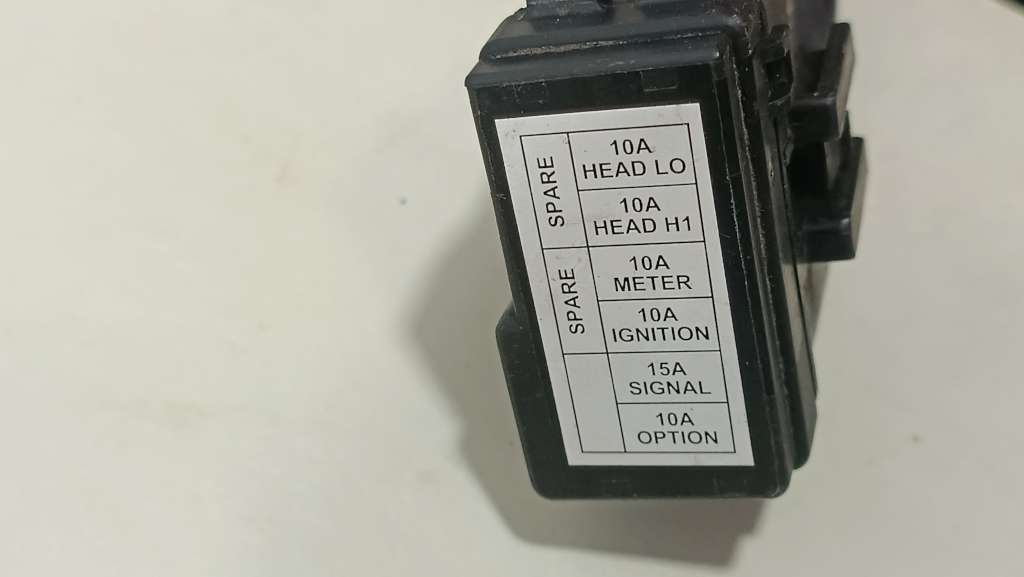 SPARE
10A
HEAD LO
10A
HEAD H1
SPARE
10A
METER
10A
IGNITION
15A
SIGNAL
10A
OPTION